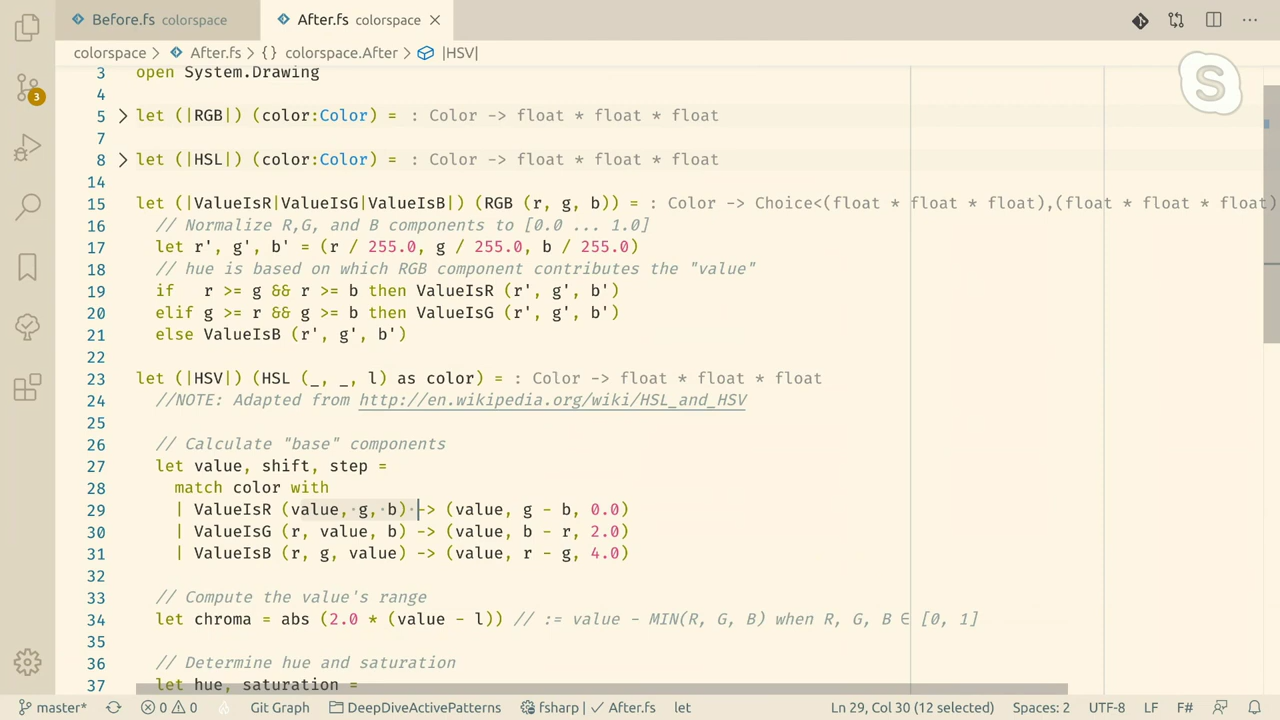 Before.fs colorspace After.fs colorspace
colorspace > After.fs > {} colorspace.After > |HSV|
3 open System.Drawing
4
5 let (|RGB|) (color:Color) = : Color -> float * float * float
7
8 let (|HSL|) (color:Color) = : Color -> float * float * float
14
15 let (|ValueIsR|ValueIsG|ValueIsB|) (RGB (r, g, b)) = : Color -> Choice<(float * float * float),(float * float * float)
16 // Normalize R,G, and B components to [0.0 ... 1.0]
17 let r', g', b' = (r / 255.0, g / 255.0, b / 255.0)
18 // hue is based on which RGB component contributes the "value"
19 if   r >= g && r >= b then ValueIsR (r', g', b')
20 elif g >= r && g >= b then ValueIsG (r', g', b')
21 else ValueIsB (r', g', b')
22
23 let (|HSV|) (HSL (_, _, l) as color) = : Color -> float * float * float
24 //NOTE: Adapted from http://en.wikipedia.org/wiki/HSL_and_HSV
25
26 // Calculate "base" components
27 let value, shift, step =
28 match color with
29 | ValueIsR (value, g, b) -> (value, g - b, 0.0)
30 | ValueIsG (r, value, b) -> (value, b - r, 2.0)
31 | ValueIsB (r, g, value) -> (value, r - g, 4.0)
32
33 // Compute the value's range
34 let chroma = abs (2.0 * (value - l)) // := value - MIN(R, G, B) when R, G, B ∈ [0, 1]
35
36 // Determine hue and saturation
37 let hue, saturation =
3
S
master* 0 0 Git Graph DeepDiveActivePatterns fsharp | ✓ After.fs let Ln 29, Col 30 (12 selected) Spaces: 2 UTF-8 LF F#